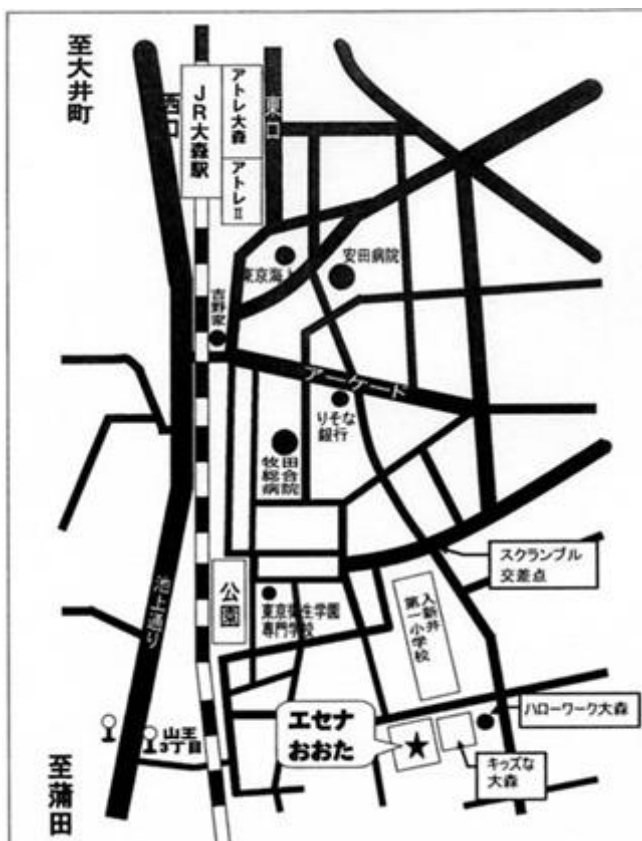 至大井町
西口
JR大森駅
アトレ大森
アトレⅡ
東口
東京海上
安田病院
吉野家
アーケード
りそな
銀行
牧田
総合
病院
スクランブル
交差点
公園
東京衛生学園
専門学校
入新井
第一小学校
池上通り
ハローワーク大森
エセナ
おおた
キッズな
大森
山王
3丁目
至蒲田